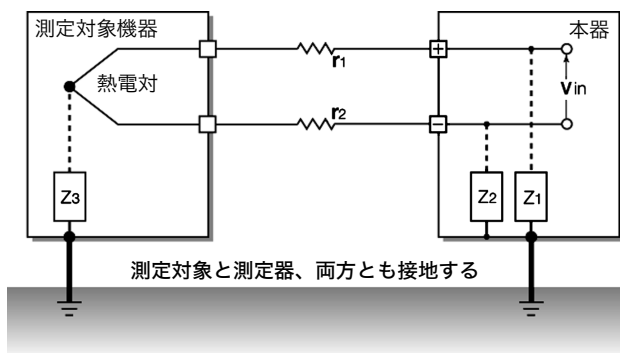 測定対象機器
本器
熱電対
r1
r2
+
−
Vin
Z3
Z2
Z1
測定対象と測定器、両方とも接地する